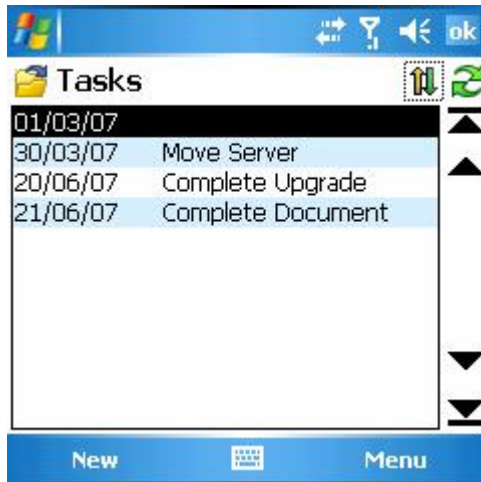 ok
Tasks
01/03/07
30/03/07 Move Server
20/06/07 Complete Upgrade
21/06/07 Complete Document
New Menu